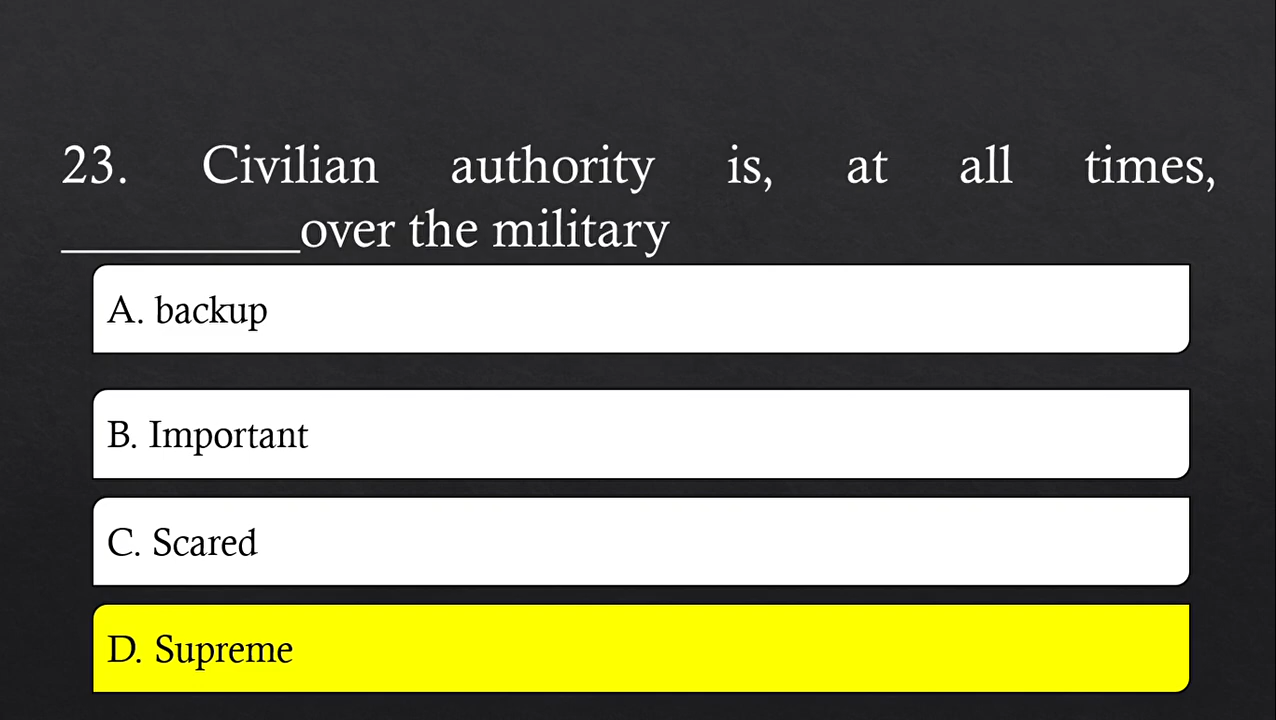 23. Civilian authority is, at all times,
__________over the military
A. backup
B. Important
C. Scared
D. Supreme